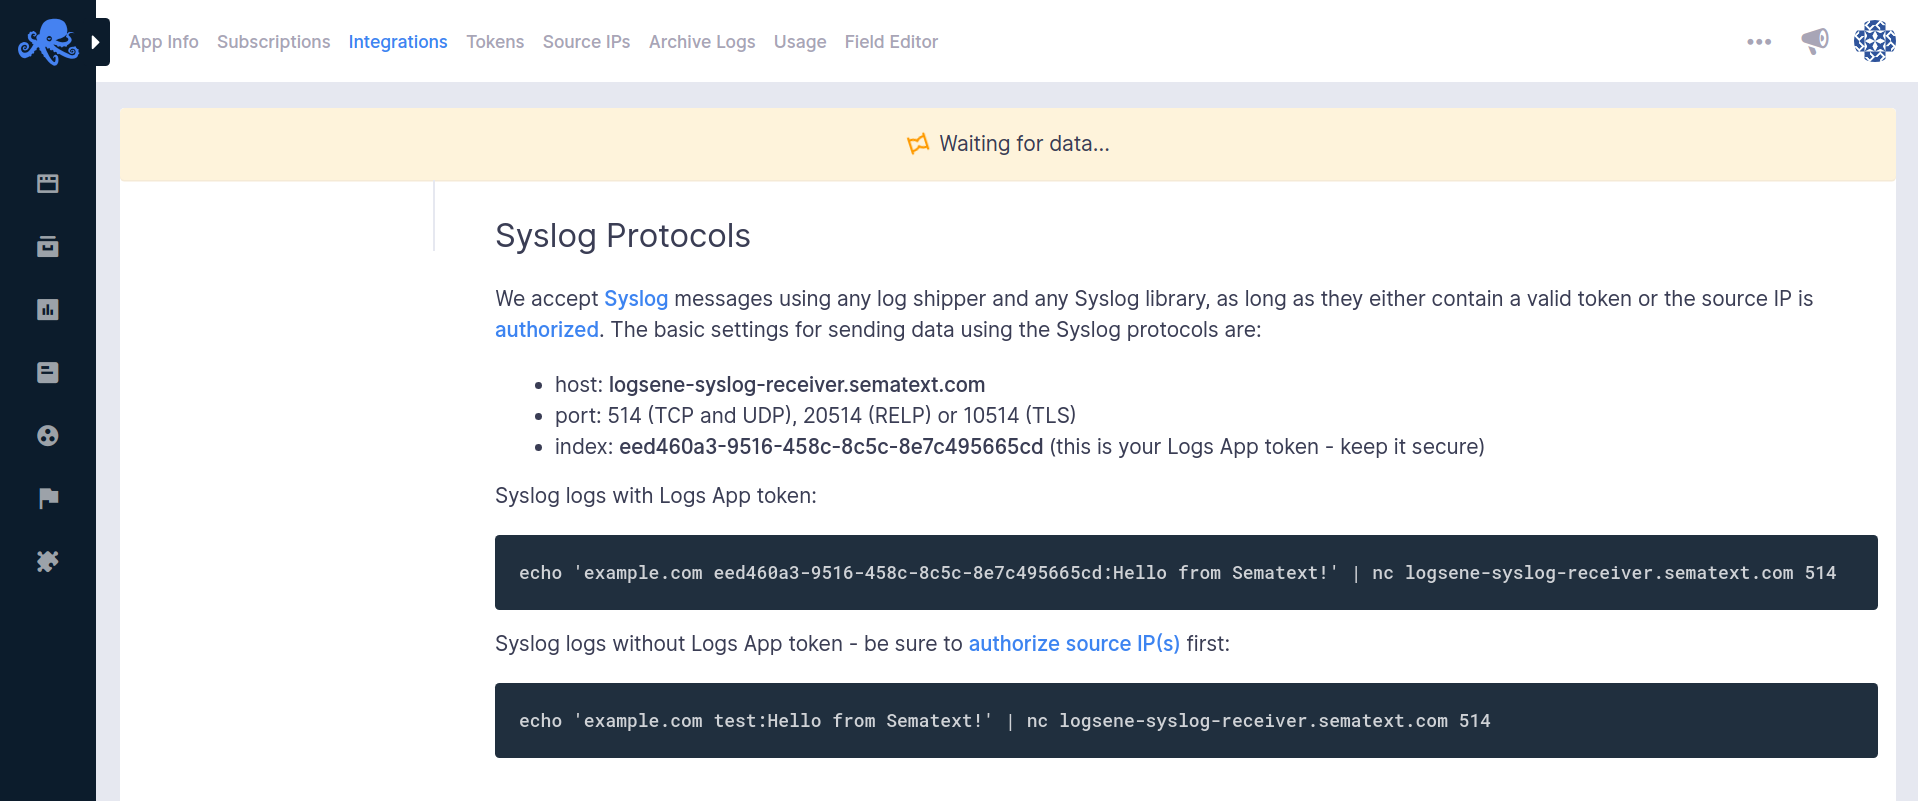 App Info Subscriptions Integrations Tokens Source IPs Archive Logs Usage Field Editor
Waiting for data...
Syslog Protocols
We accept Syslog messages using any log shipper and any Syslog library, as long as they either contain a valid token or the source IP is
authorized. The basic settings for sending data using the Syslog protocols are:
• host: logsene-syslog-receiver.sematext.com
• port: 514 (TCP and UDP), 20514 (RELP) or 10514 (TLS)
• index: eed460a3-9516-458c-8c5c-8e7c495665cd (this is your Logs App token - keep it secure)
Syslog logs with Logs App token:
echo 'example.com eed460a3-9516-458c-8c5c-8e7c495665cd:Hello from Sematext!' | nc logsene-syslog-receiver.sematext.com 514
Syslog logs without Logs App token - be sure to authorize source IP(s) first:
echo 'example.com test:Hello from Sematext!' | nc logsene-syslog-receiver.sematext.com 514